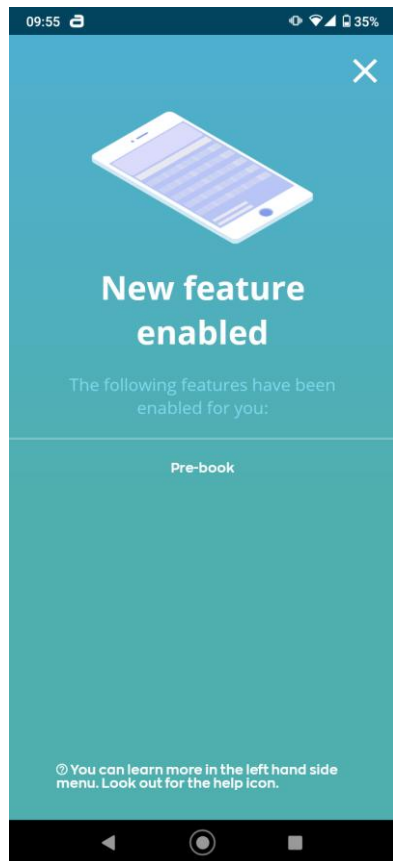 09:55 35%
New feature
enabled
The following features have been
enabled for you:
Pre-book
You can learn more in the left hand side
menu. Look out for the help icon.